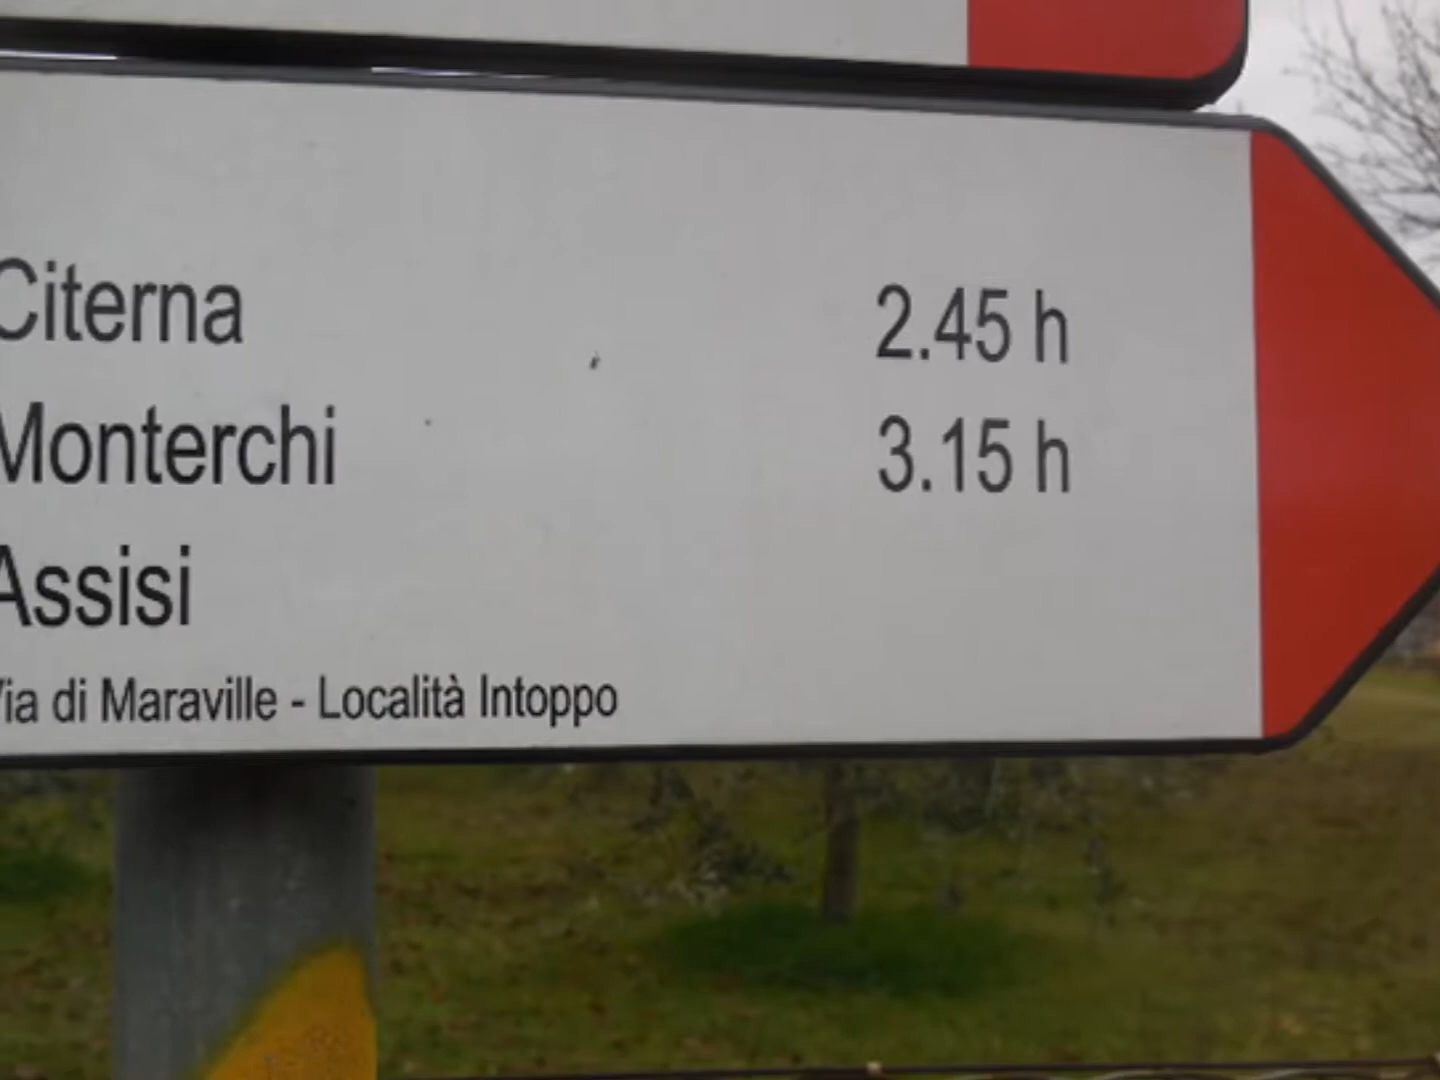 Citerna 2.45 h
Monterchi 3.15 h
Assisi
Via di Maraville - Località Intoppo